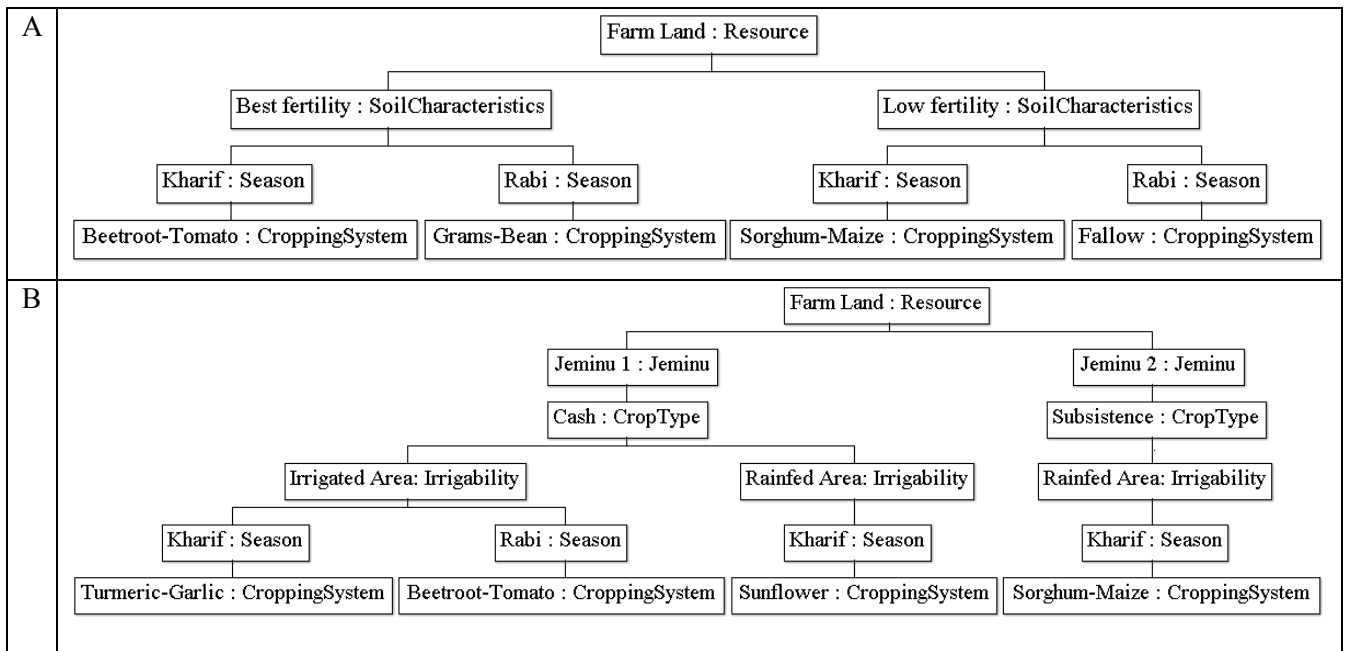 A
Farm Land : Resource
Best fertility : SoilCharacteristics
Low fertility : SoilCharacteristics
Kharif : Season
Rabi : Season
Kharif : Season
Rabi : Season
Beetroot-Tomato : CroppingSystem
Grams-Bean : CroppingSystem
Sorghum-Maize : CroppingSystem
Fallow : CroppingSystem
B
Farm Land : Resource
Jeminu 1 : Jeminu
Jeminu 2 : Jeminu
Cash : CropType
Subsistence : CropType
Irrigated Area: Irrigability
Rainfed Area: Irrigability
Rainfed Area: Irrigability
Kharif : Season
Rabi : Season
Kharif : Season
Kharif : Season
Turmeric-Garlic : CroppingSystem
Beetroot-Tomato : CroppingSystem
Sunflower : CroppingSystem
Sorghum-Maize : CroppingSystem